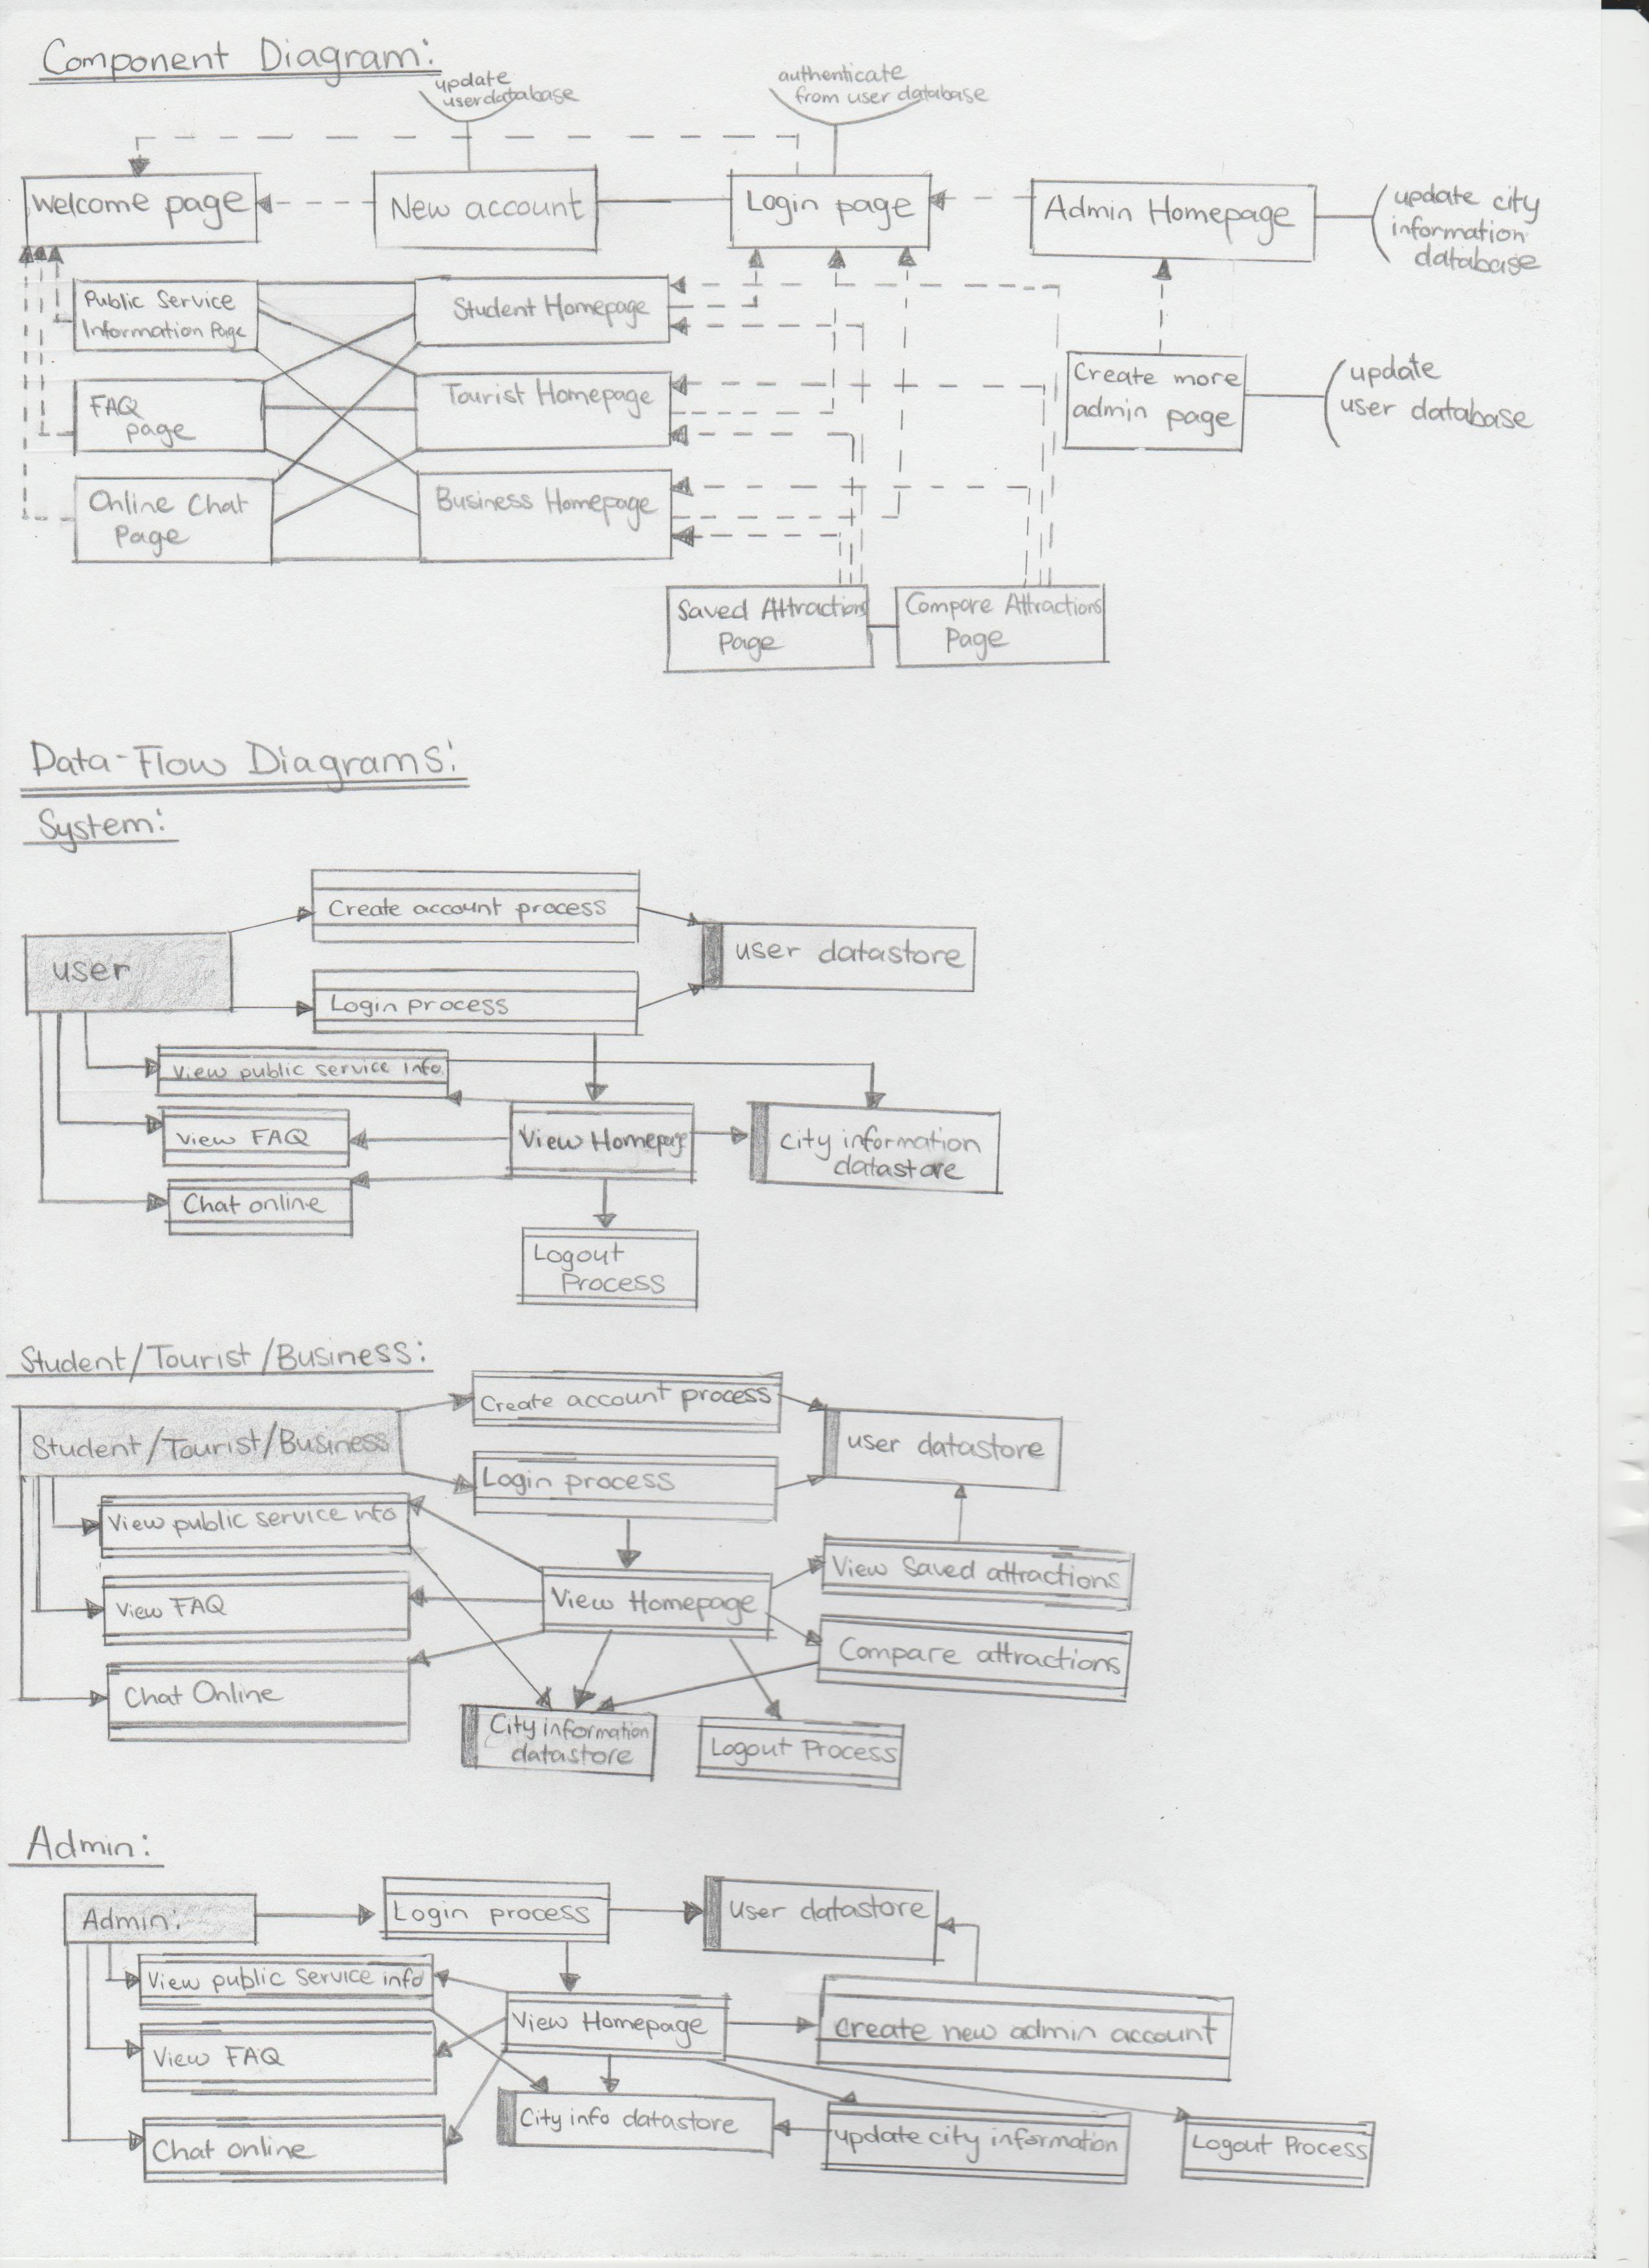 Component Diagram:
update
userdatabase
authenticate
from user database
Welcome page
New account
Login page
Admin Homepage
update city
information
database
Public Service
Information Page
Student Homepage
FAQ
page
Tourist Homepage
Create more
admin page
update
user database
Online Chat
Page
Business Homepage
Saved Attractions
Page
Compare Attractions
Page
Data-Flow Diagrams:
System:
Create account process
user
user datastore
Login process
View public service info
View FAQ
View Homepage
City information
datastore
Chat online
Logout
Process
Student/Tourist/Business:
Create account process
Student/Tourist/Business
user datastore
Login process
View public service info
View Saved attractions
View FAQ
View Homepage
Compare attractions
Chat Online
City information
datastore
Logout Process
Admin:
Admin:
Login process
user datastore
View public service info
View Homepage
create new admin account
View FAQ
City info datastore
update city information
Logout Process
Chat online